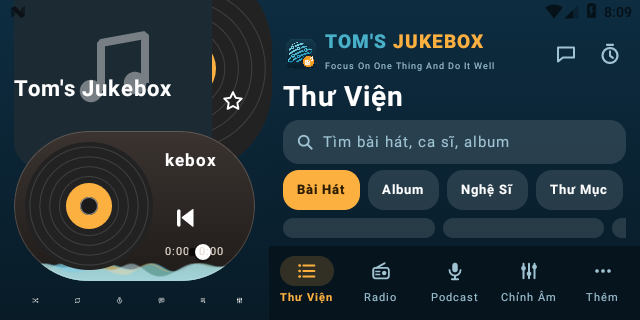 8:09
Tom's Jukebox
kebox
0:00
0:00
TOM'S JUKEBOX
Focus On One Thing And Do It Well
Thư Viện
Tìm bài hát, ca sĩ, album
Bài Hát
Album
Nghệ Sĩ
Thư Mục
Thư Viện
Radio
Podcast
Chỉnh Âm
Thêm